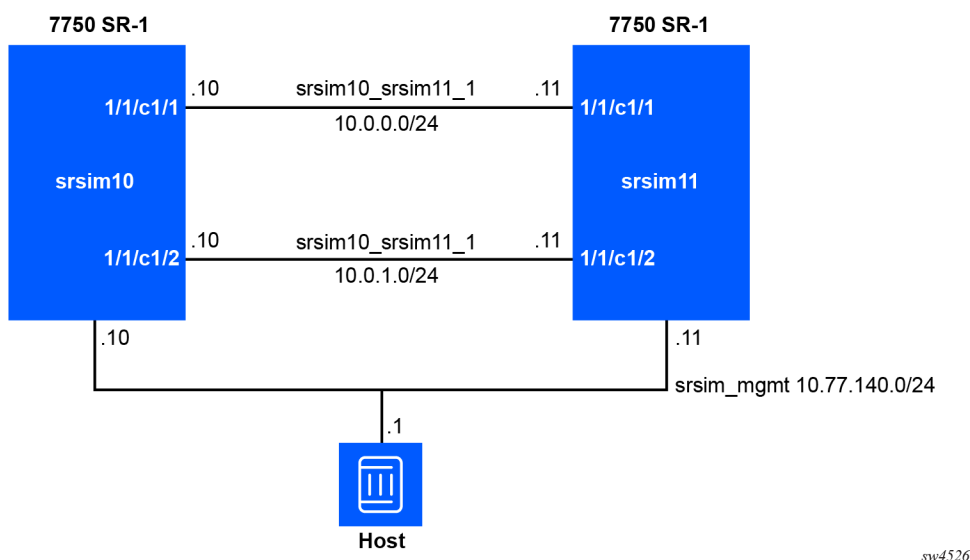 7750 SR-1
7750 SR-1
.10
srsim10_srsim11_1
.11
1/1/c1/1
1/1/c1/1
10.0.0.0/24
srsim10
srsim11
.10
srsim10_srsim11_1
.11
1/1/c1/2
1/1/c1/2
10.0.1.0/24
.10
.11
srsim_mgmt 10.77.140.0/24
.1
Host
sw4526